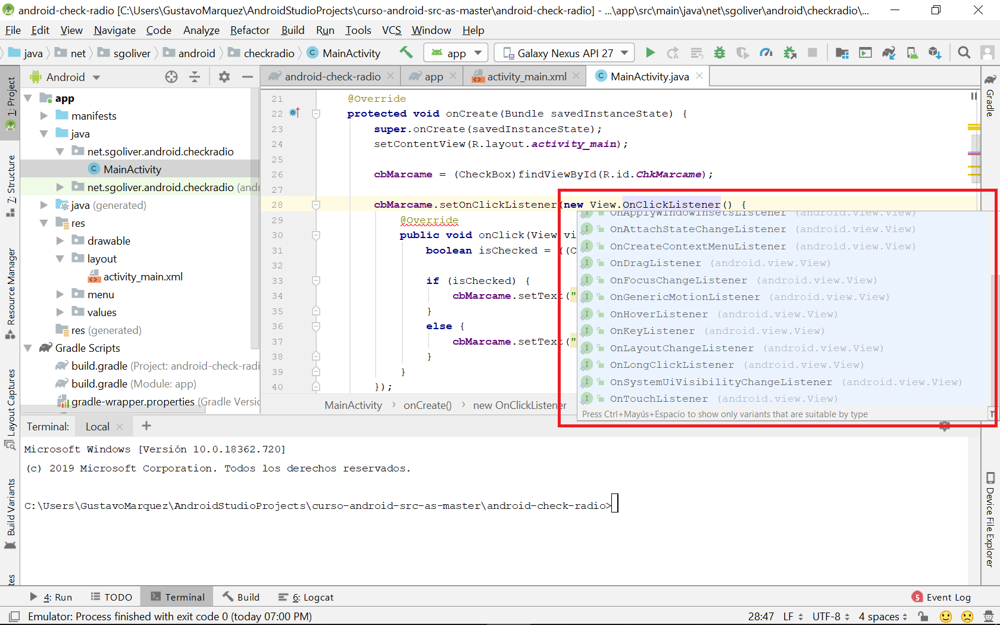 android-check-radio [C:\Users\GustavoMarquez\AndroidStudioProjects\curso-android-src-as-master\android-check-radio] - ...\app\src\main\java\net\sgoliver\android\checkradio\...
File Edit View Navigate Code Analyze Refactor Build Run Tools VCS Window Help
java net sgoliver android checkradio MainActivity app Galaxy Nexus API 27
1: Project
7: Structure
Resource Manager
Layout Captures
Build Variants
Android
app
manifests
java
net.sgoliver.android.checkradio
MainActivity
net.sgoliver.android.checkradio
java (generated)
res
drawable
layout
activity_main.xml
menu
values
res (generated)
Gradle Scripts
build.gradle (Project: android-check-radi
build.gradle (Module: app)
gradle-wrapper.properties (Gradle Versic
android-check-radio app activity_main.xml MainActivity.java
21 @Override
22 protected void onCreate(Bundle savedInstanceState) {
23 super.onCreate(savedInstanceState);
24 setContentView(R.layout.activity_main);
25
26 cbMarcame = (CheckBox)findViewById(R.id.ChkMarcame);
27
28 cbMarcame.setOnClickListener(new View.OnClickListener() {
29 @Override
30 public void onClick(View vi
31 boolean isChecked = ((C
32
33 if (isChecked) {
34 cbMarcame.setText("
35 }
36 else {
37 cbMarcame.setText("
38 }
39 }
40 });
OnApplyWindowInsetsListener (android.view.View)
OnAttachStateChangeListener (android.view.View)
OnCreateContextMenuListener (android.view.View)
OnDragListener (android.view.View)
OnFocusChangeListener (android.view.View)
OnGenericMotionListener (android.view.View)
OnHoverListener (android.view.View)
OnKeyListener (android.view.View)
OnLayoutChangeListener (android.view.View)
OnLongClickListener (android.view.View)
OnSystemUiVisibilityChangeListener (android.view.View)
OnTouchListener (android.view.View)
Press Ctrl+Mayús+Espacio to show only variants that are suitable by type
MainActivity onCreate() new OnClickListener
Gradle
Device File Explorer
Terminal: Local
Microsoft Windows [Versión 10.0.18362.720]
(c) 2019 Microsoft Corporation. Todos los derechos reservados.
C:\Users\GustavoMarquez\AndroidStudioProjects\curso-android-src-as-master\android-check-radio>
4: Run TODO Terminal Build 6: Logcat 5 Event Log
Emulator: Process finished with exit code 0 (today 07:00 PM) 28:47 LF UTF-8 4 spaces